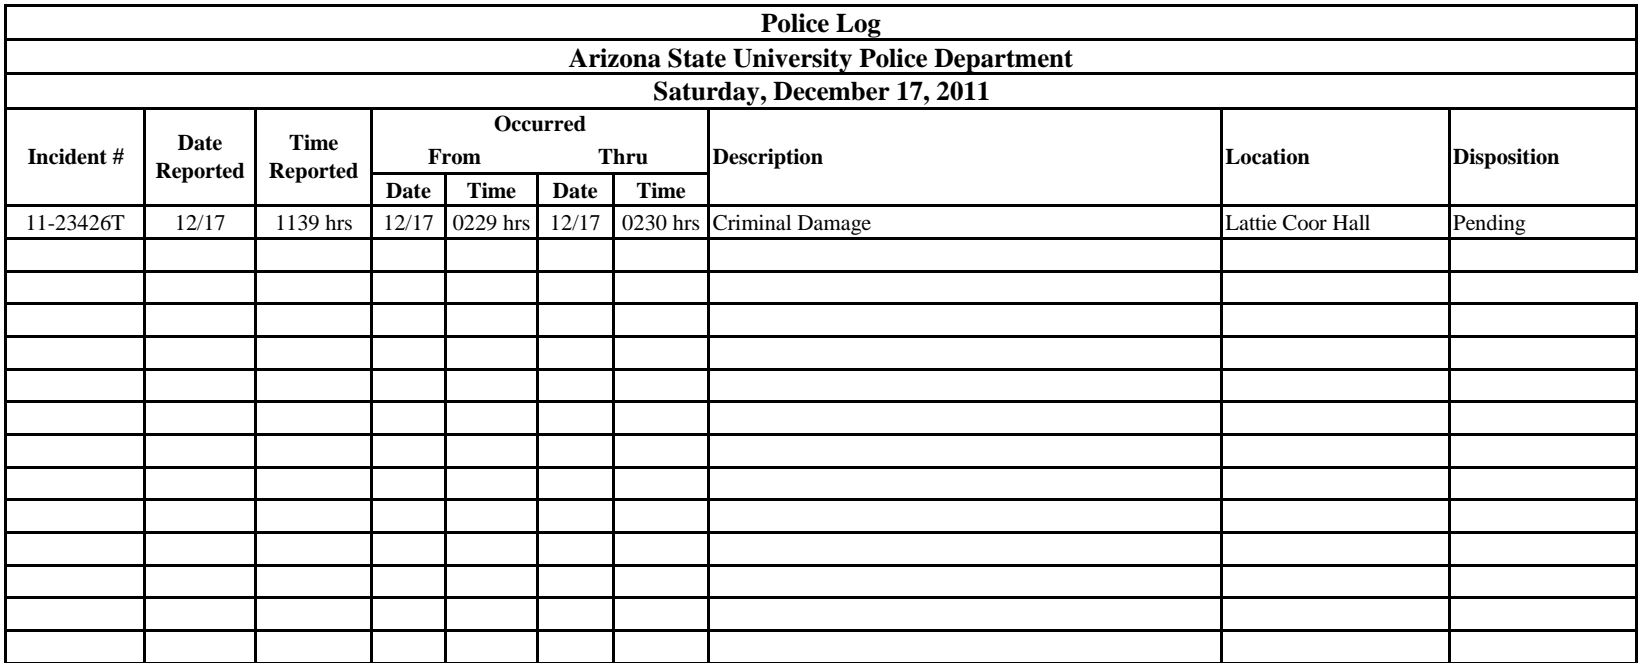 Police Log
Arizona State University Police Department
Saturday, December 17, 2011
Incident # Date Reported Time Reported Occurred Description Location Disposition
From Thru
Date Time Date Time
11-23426T 12/17 1139 hrs 12/17 0229 hrs 12/17 0230 hrs Criminal Damage Lattie Coor Hall Pending